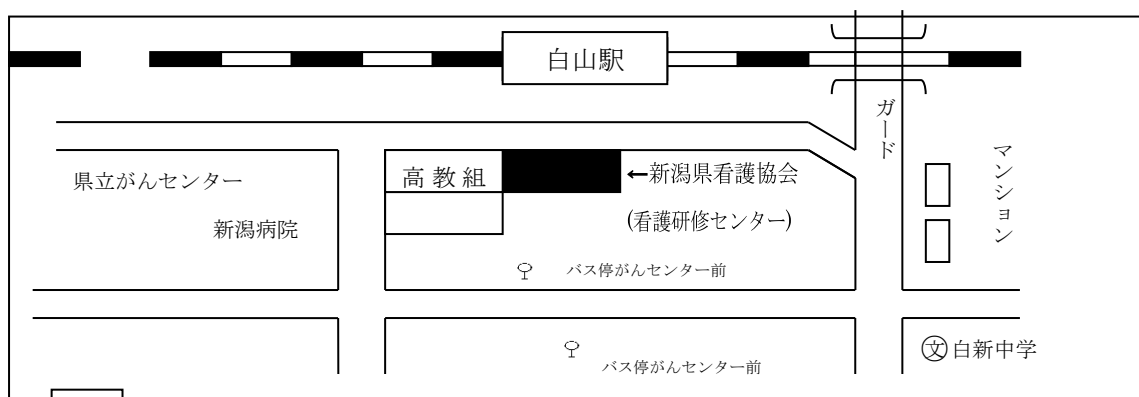 白山駅
ガード
高教組
←新潟県看護協会
(看護研修センター)
県立がんセンター
新潟病院
マンション
バス停がんセンター前
バス停がんセンター前
文
白新中学